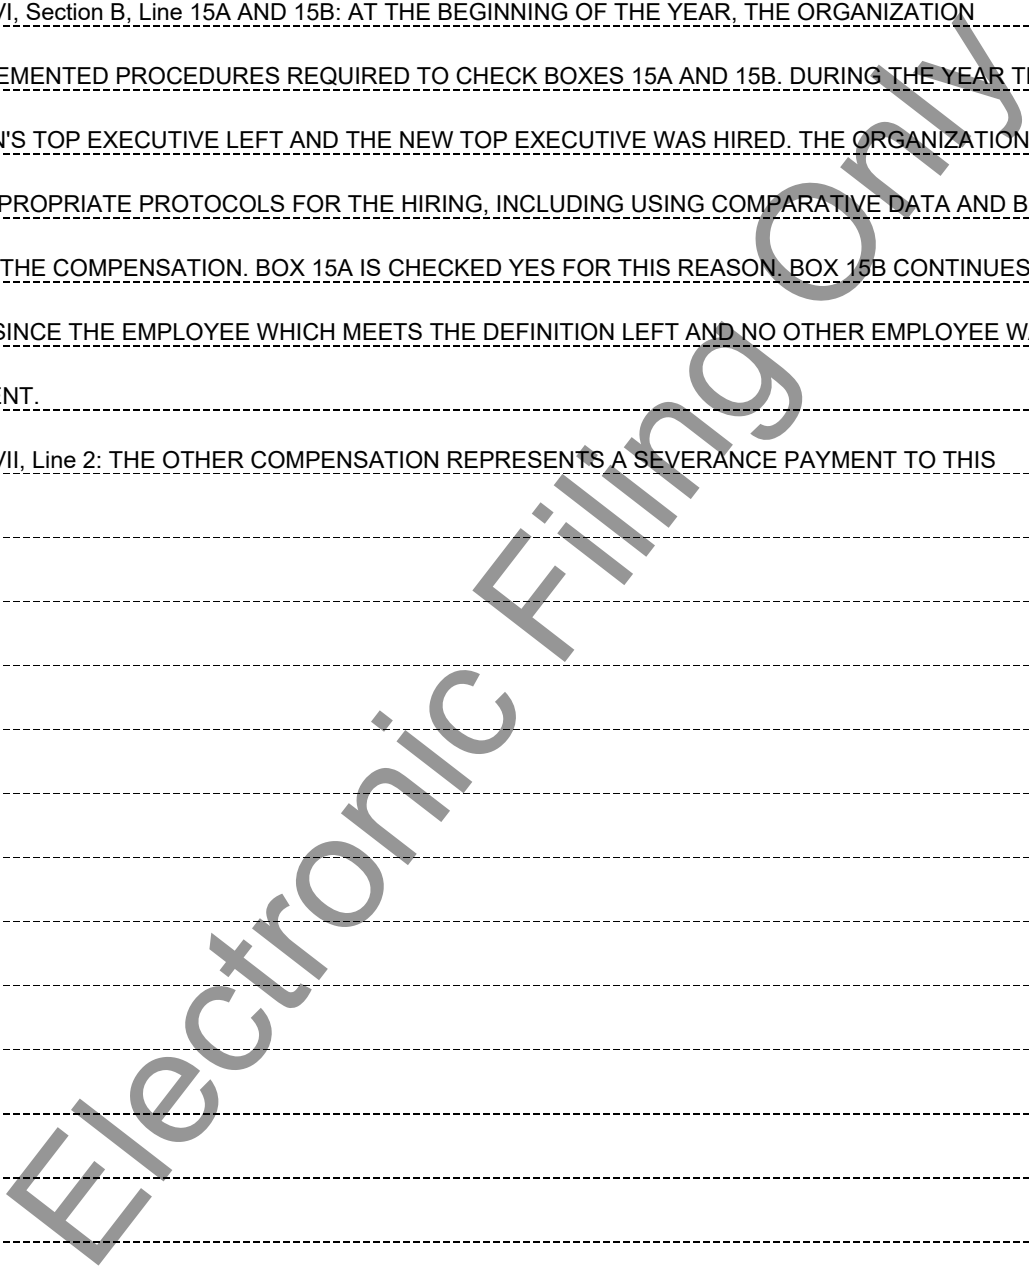 VI, Section B, Line 15A AND 15B: AT THE BEGINNING OF THE YEAR, THE ORGANIZATION
EMENTED PROCEDURES REQUIRED TO CHECK BOXES 15A AND 15B. DURING THE YEAR
N'S TOP EXECUTIVE LEFT AND THE NEW TOP EXECUTIVE WAS HIRED. THE ORGANIZATION
PROPRIATE PROTOCOLS FOR THE HIRING, INCLUDING USING COMPARATIVE DATA AND
THE COMPENSATION. BOX 15A IS CHECKED YES FOR THIS REASON. BOX 15B CONTINUES
SINCE THE EMPLOYEE WHICH MEETS THE DEFINITION LEFT AND NO OTHER EMPLOYEE
ENT.
VII, Line 2: THE OTHER COMPENSATION REPRESENTS A SEVERANCE PAYMENT TO THIS
Electronic Filing Only